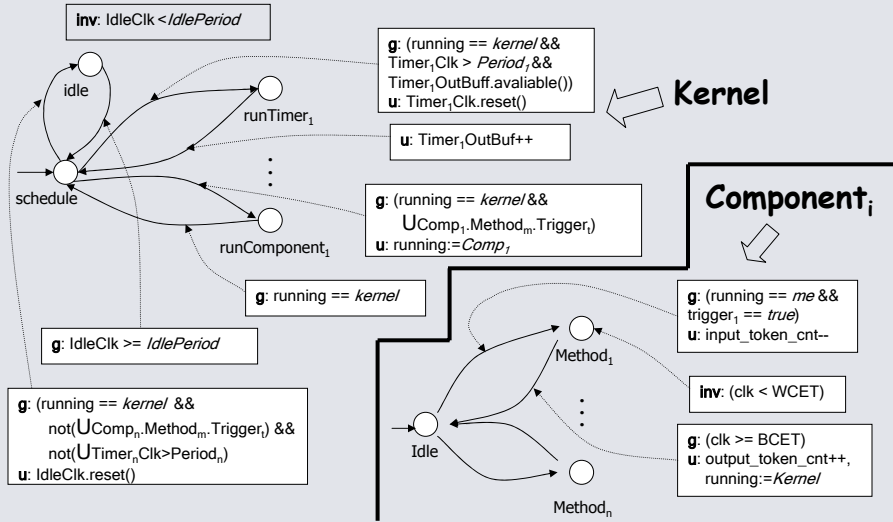 inv: IdleClk <IdlePeriod
idle
runTimer₁
schedule
runComponent₁
g: (running == kernel &&
Timer₁Clk > Period₁ &&
Timer₁OutBuff.avaliable())
u: Timer₁Clk.reset()
Kernel
u: Timer₁OutBuf++
g: (running == kernel &&
UComp₁.Methodₘ.Triggerₜ)
u: running:=Comp₁
g: running == kernel
g: IdleClk >= IdlePeriod
g: (running == kernel &&
not(UCompₙ.Methodₘ.Triggerₜ) &&
not(UTimerₙClk>Periodₙ)
u: IdleClk.reset()
Componentᵢ
g: (running == me &&
trigger₁ == true)
u: input_token_cnt--
Method₁
inv: (clk < WCET)
Idle
g: (clk >= BCET)
u: output_token_cnt++,
running:=Kernel
Methodₙ